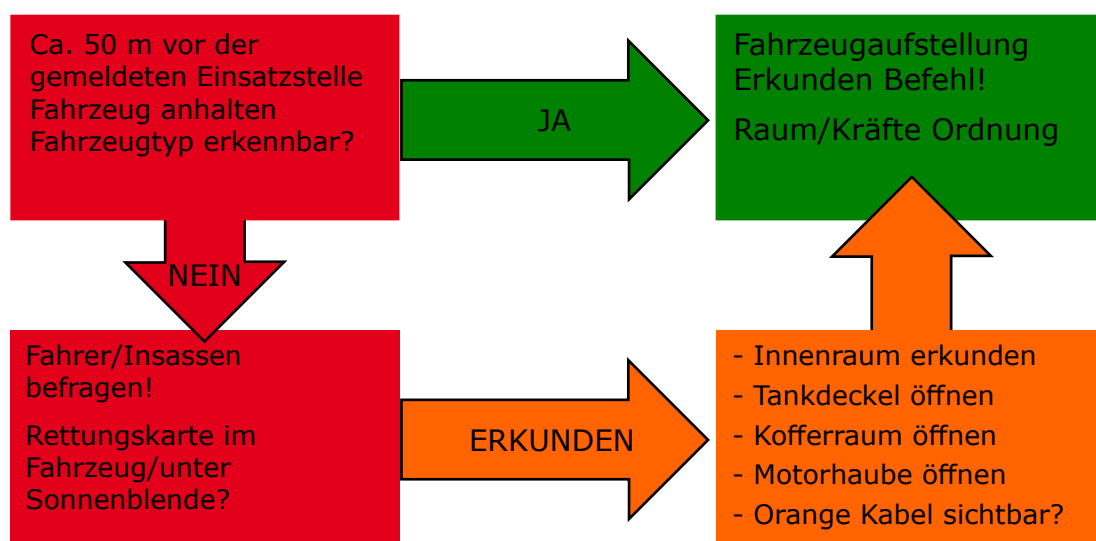 Ca. 50 m vor der
gemeldeten Einsatzstelle
Fahrzeug anhalten
Fahrzeugtyp erkennbar?
JA
Fahrzeugaufstellung
Erkunden Befehl!
Raum/Kräfte Ordnung
NEIN
Fahrer/Insassen
befragen!
Rettungskarte im
Fahrzeug/unter
Sonnenblende?
ERKUNDEN
- Innenraum erkunden
- Tankdeckel öffnen
- Kofferraum öffnen
- Motorhaube öffnen
- Orange Kabel sichtbar?